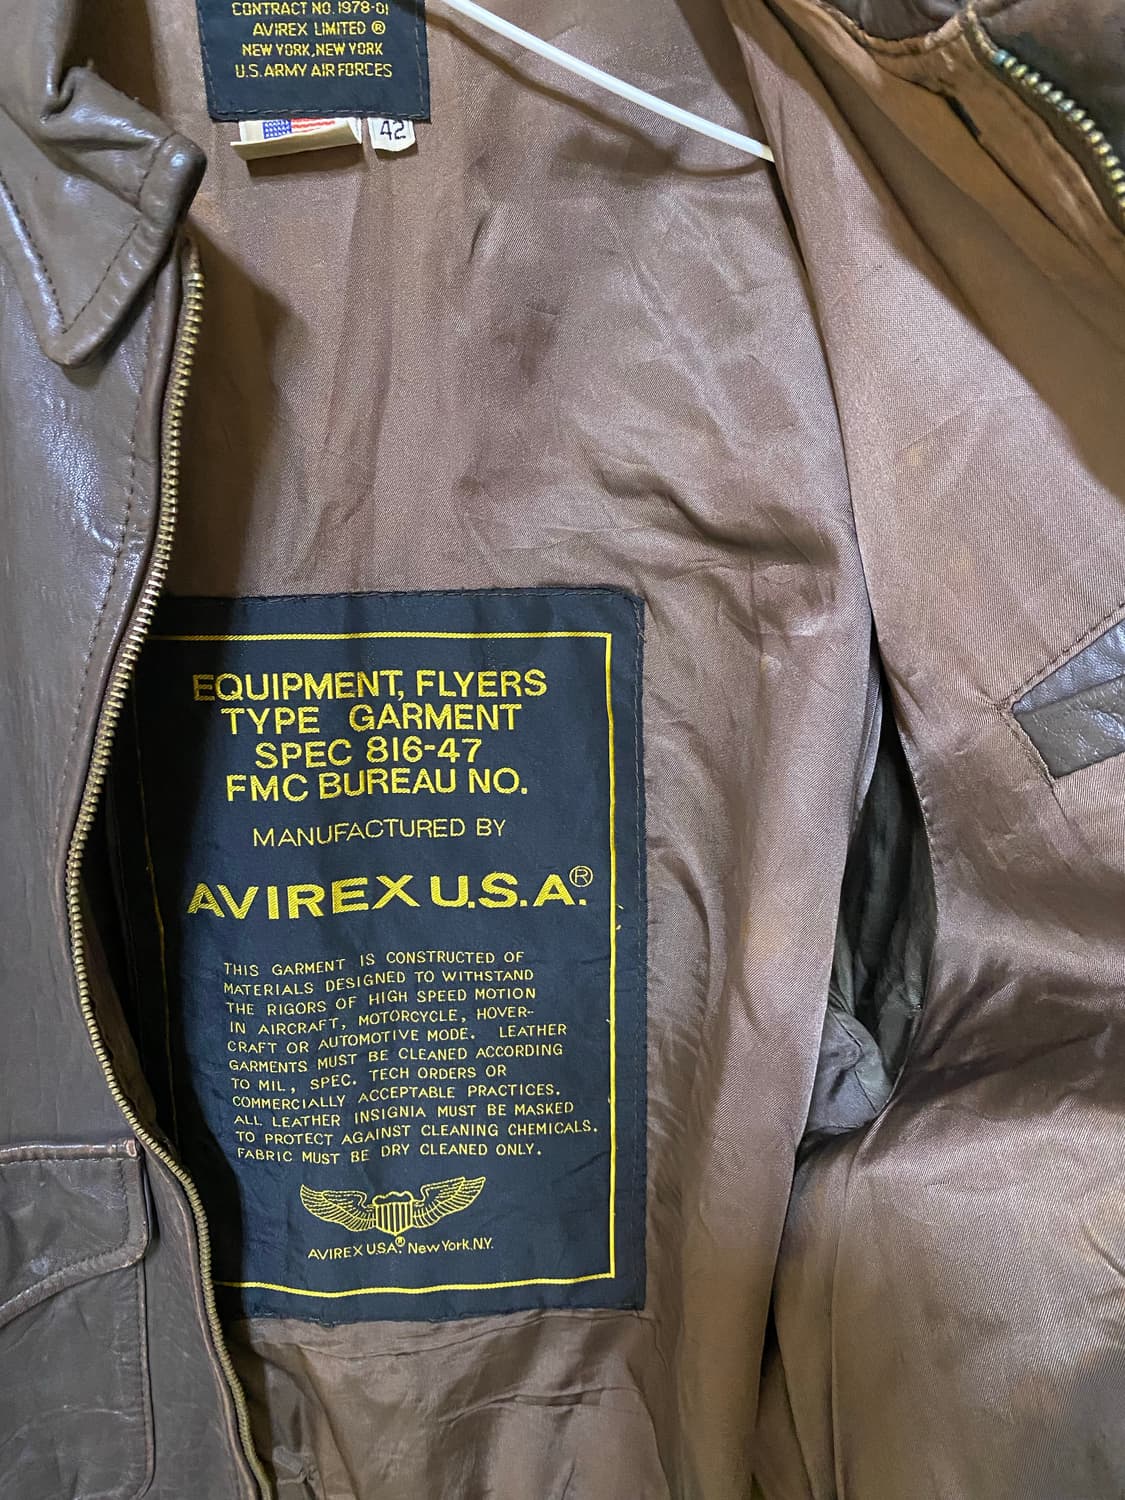 CONTRACT NO. 1978-01
AVIREX LIMITED ®
NEW YORK, NEW YORK
U.S. ARMY AIR FORCES
42
EQUIPMENT, FLYERS
TYPE GARMENT
SPEC 816-47
FMC BUREAU NO.
MANUFACTURED BY
AVIREX U.S.A.®
THIS GARMENT IS CONSTRUCTED OF
MATERIALS DESIGNED TO WITHSTAND
THE RIGORS OF HIGH SPEED MOTION
IN AIRCRAFT, MOTORCYCLE, HOVER-
CRAFT OR AUTOMOTIVE MODE. LEATHER
GARMENTS MUST BE CLEANED ACCORDING
TO MIL, SPEC. TECH ORDERS OR
COMMERCIALLY ACCEPTABLE PRACTICES.
ALL LEATHER INSIGNIA MUST BE MASKED
TO PROTECT AGAINST CLEANING CHEMICALS.
FABRIC MUST BE DRY CLEANED ONLY.
AVIREX U.S.A.® New York, N.Y.